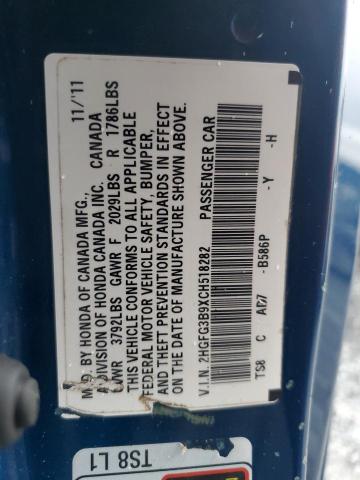 MFD. BY HONDA OF CANADA MFG., 11/'11
A DIVISION OF HONDA CANADA INC. CANADA
GVWR 3792LBS GAWR F 2029LBS R 1786LBS
THIS VEHICLE CONFORMS TO ALL APPLICABLE
FEDERAL MOTOR VEHICLE SAFETY, BUMPER,
AND THEFT PREVENTION STANDARDS IN EFFECT
ON THE DATE OF MANUFACTURE SHOWN ABOVE.
V.I.N. 2HGFG3B9XCH518282 PASSENGER CAR
TS8 C -B586P -Y -H
TS8 L1